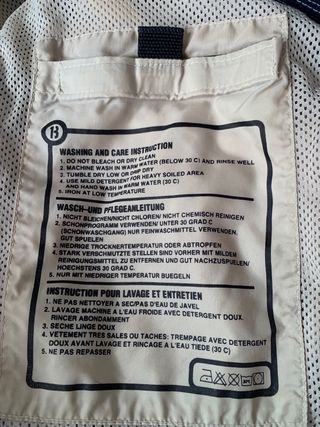 B
WASHING AND CARE INSTRUCTION
1. DO NOT BLEACH OR DRY CLEAN
2. MACHINE WASH IN WARM WATER (BELOW 30 C) AND RINSE WELL
3. TUMBLE DRY LOW OR DRIP DRY
4. USE MILD DETERGENT FOR HEAVY SOILED AREA
AND HAND WASH IN WARM WATER (30 C)
5. IRON AT LOW TEMPERATURE
WASCH-UND PFLEGEANLEITUNG
1. NICHT BLEICHEN/NICHT CHLOREN/ NICHT CHEMISCH REINIGEN
2. SCHONPROGRAMM VERWENDEN/ UNTER 30 GRAD C
(SCHONWASCHGANG) NUR FEINWASCHMITTEL VERWENDEN/
GUT SPUELEN
3. NIEDRIGE TROCKNERTEMPERATUR ODER ABTROPFEN
4. STARK VERSCHMUTZTE STELLEN SIND VORHER MIT MILDEM
REINIGUNGSMITTEL ZU ENTFERNEN UND GUT NACHZUSPULEN/
HOECHSTENS 30 GRAD C.
5. NUR MIT NIEDRIGER TEMPERATUR BUEGELN
INSTRUCTION POUR LAVAGE ET ENTRETIEN
1. NE PAS NETTOYER A SEC/PAS D'EAU DE JAVEL
2. LAVAGE MACHINE A L'EAU FROIDE AVEC DETERGENT DOUX.
RINCER ABONDAMMENT
3. SECHE LINGE DOUX
4. VETEMENT TRES SALES OU TACHES: TREMPAGE AVEC DETERGENT
DOUX AVANT LAVAGE ET RINCAGE A L'EAU TIEDE (30 C)
5. NE PAS REPASSER